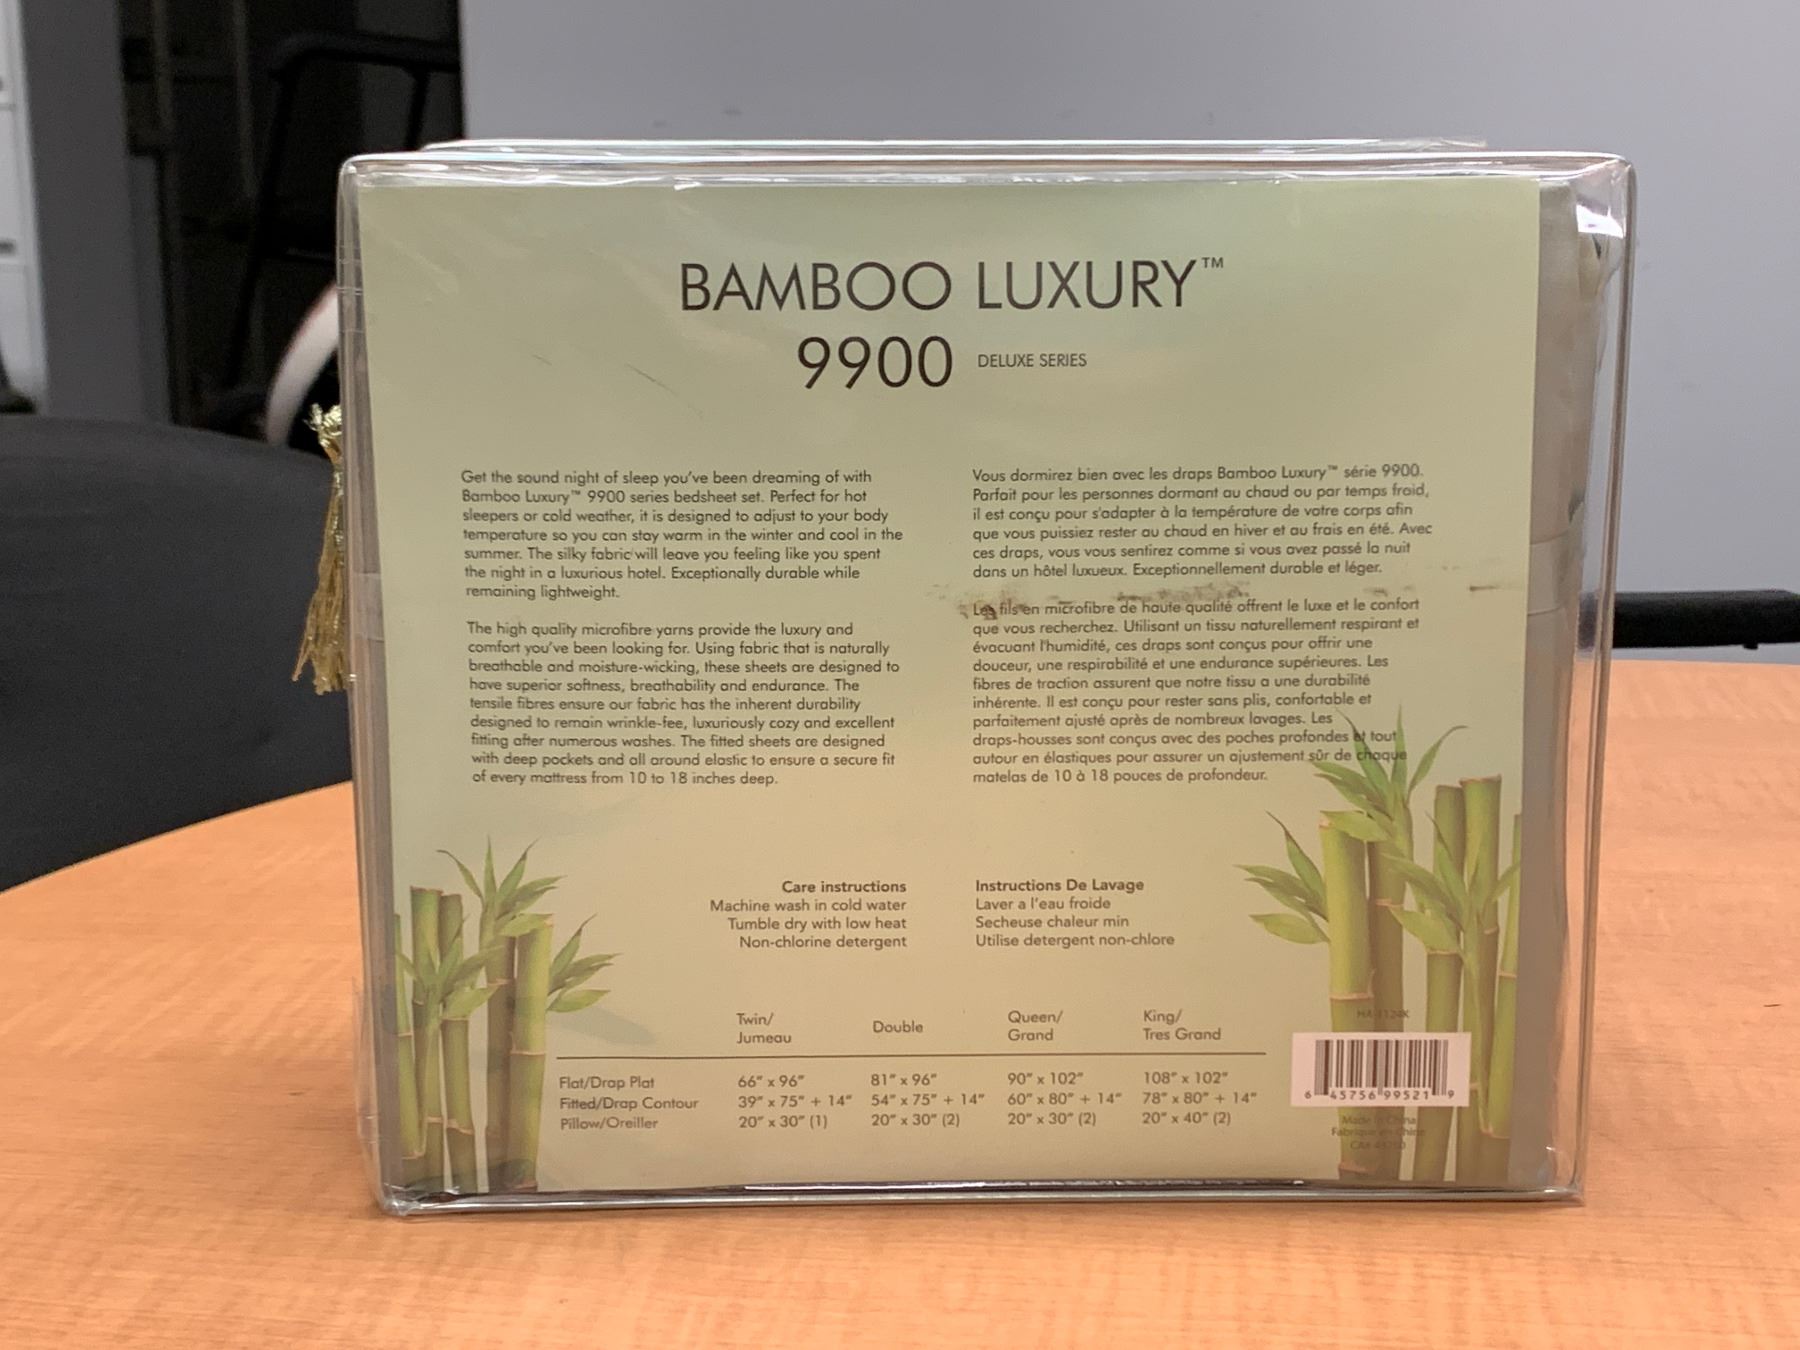 BAMBOO LUXURY™
9900 DELUXE SERIES
Get the sound night of sleep you've been dreaming of with
Bamboo Luxury™ 9900 series bedsheet set. Perfect for hot
sleepers or cold weather, it is designed to adjust to your body
temperature so you can stay warm in the winter and cool in the
summer. The silky fabric will leave you feeling like you spent
the night in a luxurious hotel. Exceptionally durable while
remaining lightweight.
The high quality microfibre yarns provide the luxury and
comfort you've been looking for. Using fabric that is naturally
breathable and moisture-wicking, these sheets are designed to
have superior softness, breathability and endurance. The
tensile fibres ensure our fabric has the inherent durability
designed to remain wrinkle-fee, luxuriously cozy and excellent
fitting after numerous washes. The fitted sheets are designed
with deep pockets and all around elastic to ensure a secure fit
of every mattress from 10 to 18 inches deep.
Vous dormirez bien avec les draps Bamboo Luxury™ série 9900.
Parfait pour les personnes dormant au chaud ou par temps froid,
il est conçu pour s'adapter à la température de votre corps afin
que vous puissiez rester au chaud en hiver et au frais en été. Avec
ces draps, vous vous sentirez comme si vous avez passé la nuit
dans un hôtel luxueux. Exceptionnellement durable et léger.
Les fils en microfibre de haute qualité offrent le luxe et le confort
que vous recherchez. Utilisant un tissu naturellement respirant et
évacuant l'humidité, ces draps sont conçus pour offrir une
douceur, une respirabilité et une endurance supérieures. Les
fibres de traction assurent que notre tissu a une durabilité
inhérente. Il est conçu pour rester sans plis, confortable et
parfaitement ajusté après de nombreux lavages. Les
draps-housses sont conçus avec des poches profondes et tout
autour en élastiques pour assurer un ajustement sûr de chaque
matelas de 10 à 18 pouces de profondeur.
Care instructions
Machine wash in cold water
Tumble dry with low heat
Non-chlorine detergent
Instructions De Lavage
Laver a l'eau froide
Secheuse chaleur min
Utilise detergent non-chlore
Twin/ Jumeau Double Queen/ Grand King/ Tres Grand
Flat/Drap Plat 66" x 96" 81" x 96" 90" x 102" 108" x 102"
Fitted/Drap Contour 39" x 75" + 14" 54" x 75" + 14" 60" x 80" + 14" 78" x 80" + 14"
Pillow/Oreiller 20" x 30" (1) 20" x 30" (2) 20" x 30" (2) 20" x 40" (2)
6 45756 99521 9
Made in China
Fabrique en Chine